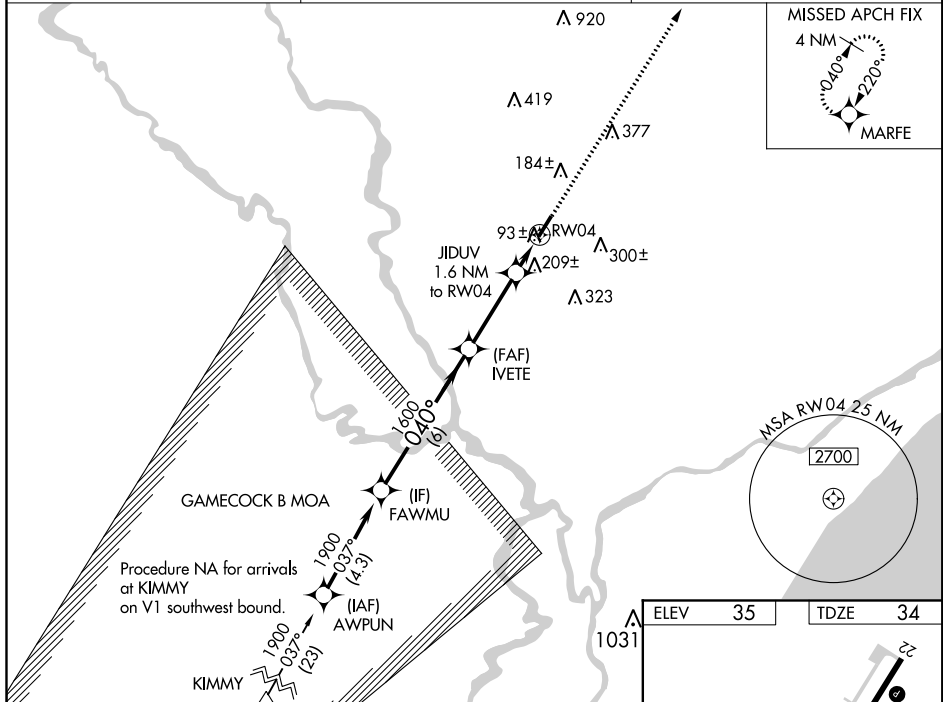 920
MISSED APCH FIX
4 NM
040°
220°
MARFE
419
377
184±
93±
RW04
JIDUV
1.6 NM
to RW04
209±
300±
323
(FAF)
IVETE
1600
040°
(6)
MSA RW04 25 NM
2700
GAMECOCK B MOA
(IF)
FAWMU
1900
037°
(4.3)
Procedure NA for arrivals
at KIMMY
on V1 southwest bound.
(IAF)
AWPUN
1900
037°
(23)
KIMMY
1031
ELEV 35
TDZE 34
22